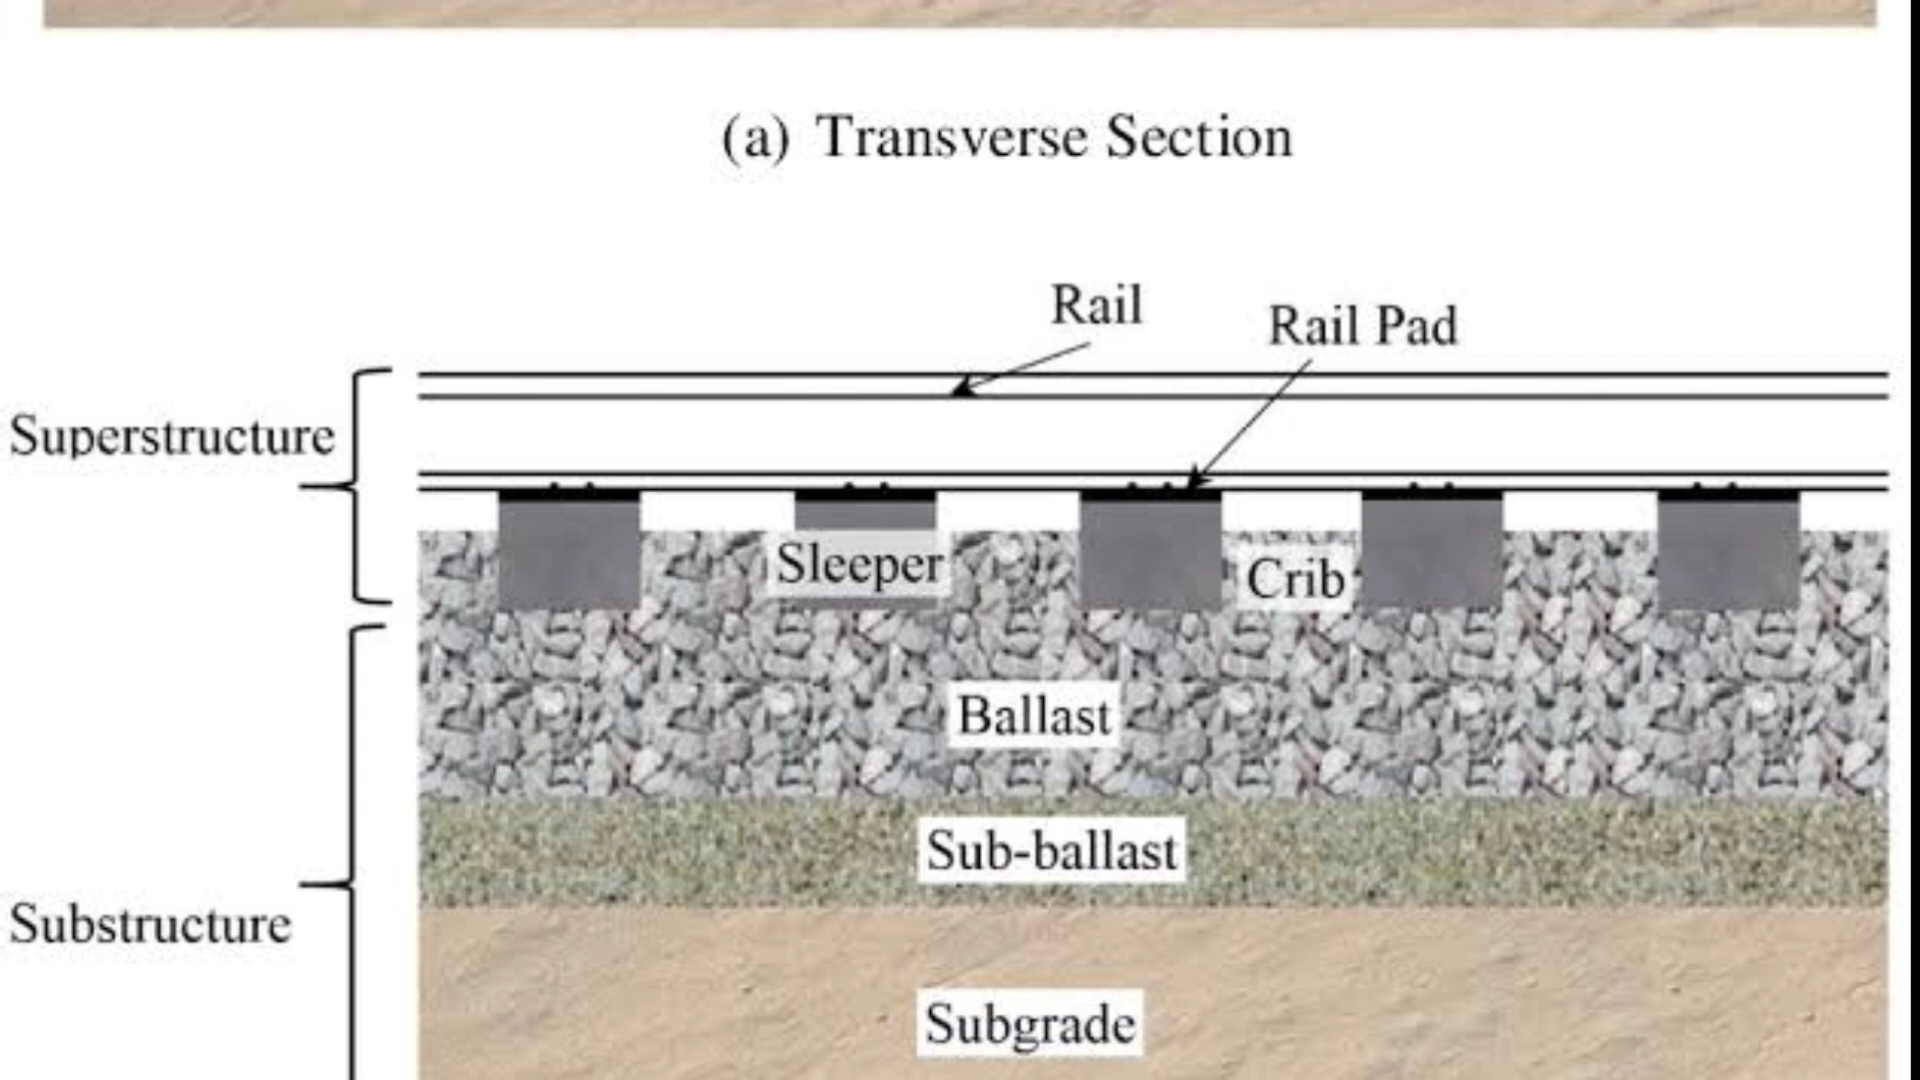 (a) Transverse Section
Rail
Rail Pad
Superstructure
Sleeper
Crib
Ballast
Sub-ballast
Substructure
Subgrade